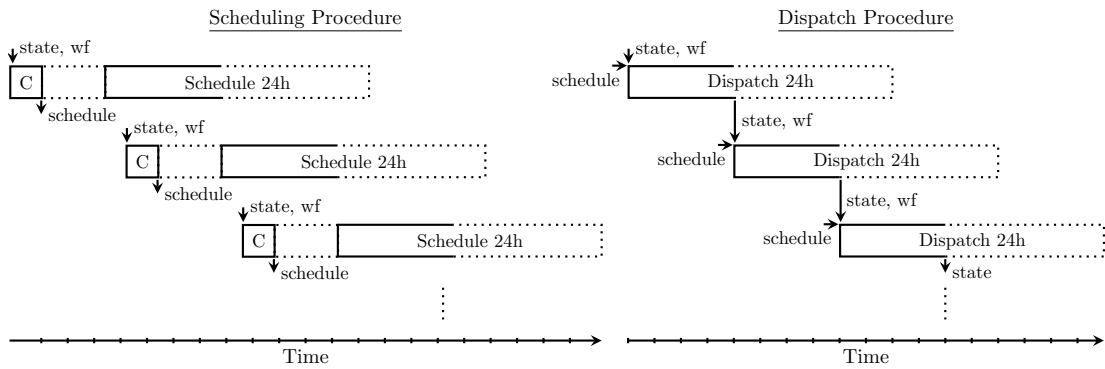 Scheduling Procedure
state, wf
C
Schedule 24h
schedule
state, wf
C
Schedule 24h
schedule
state, wf
C
Schedule 24h
schedule
Time
Dispatch Procedure
state, wf
schedule
Dispatch 24h
state, wf
schedule
Dispatch 24h
state, wf
schedule
Dispatch 24h
state
Time